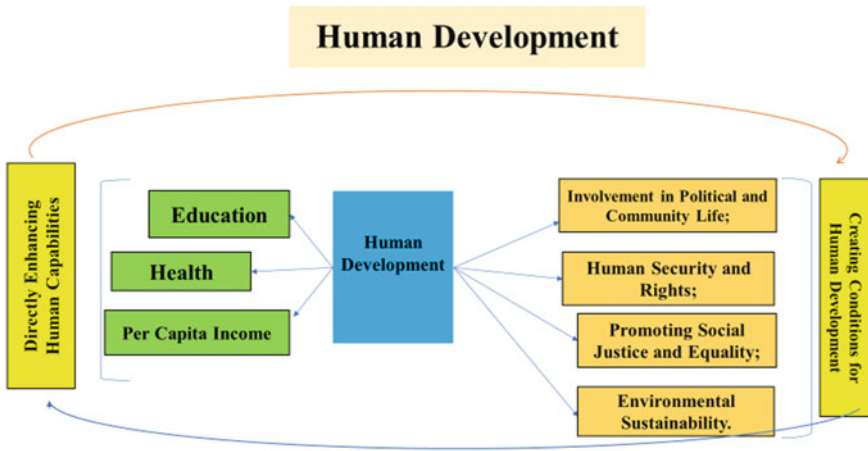 Human Development
Directly Enhancing
Human Capabilities
Education
Health
Per Capita Income
Human
Development
Involvement in Political and
Community Life;
Human Security and
Rights;
Promoting Social
Justice and Equality;
Environmental
Sustainability.
Creating Conditions for
Human Development